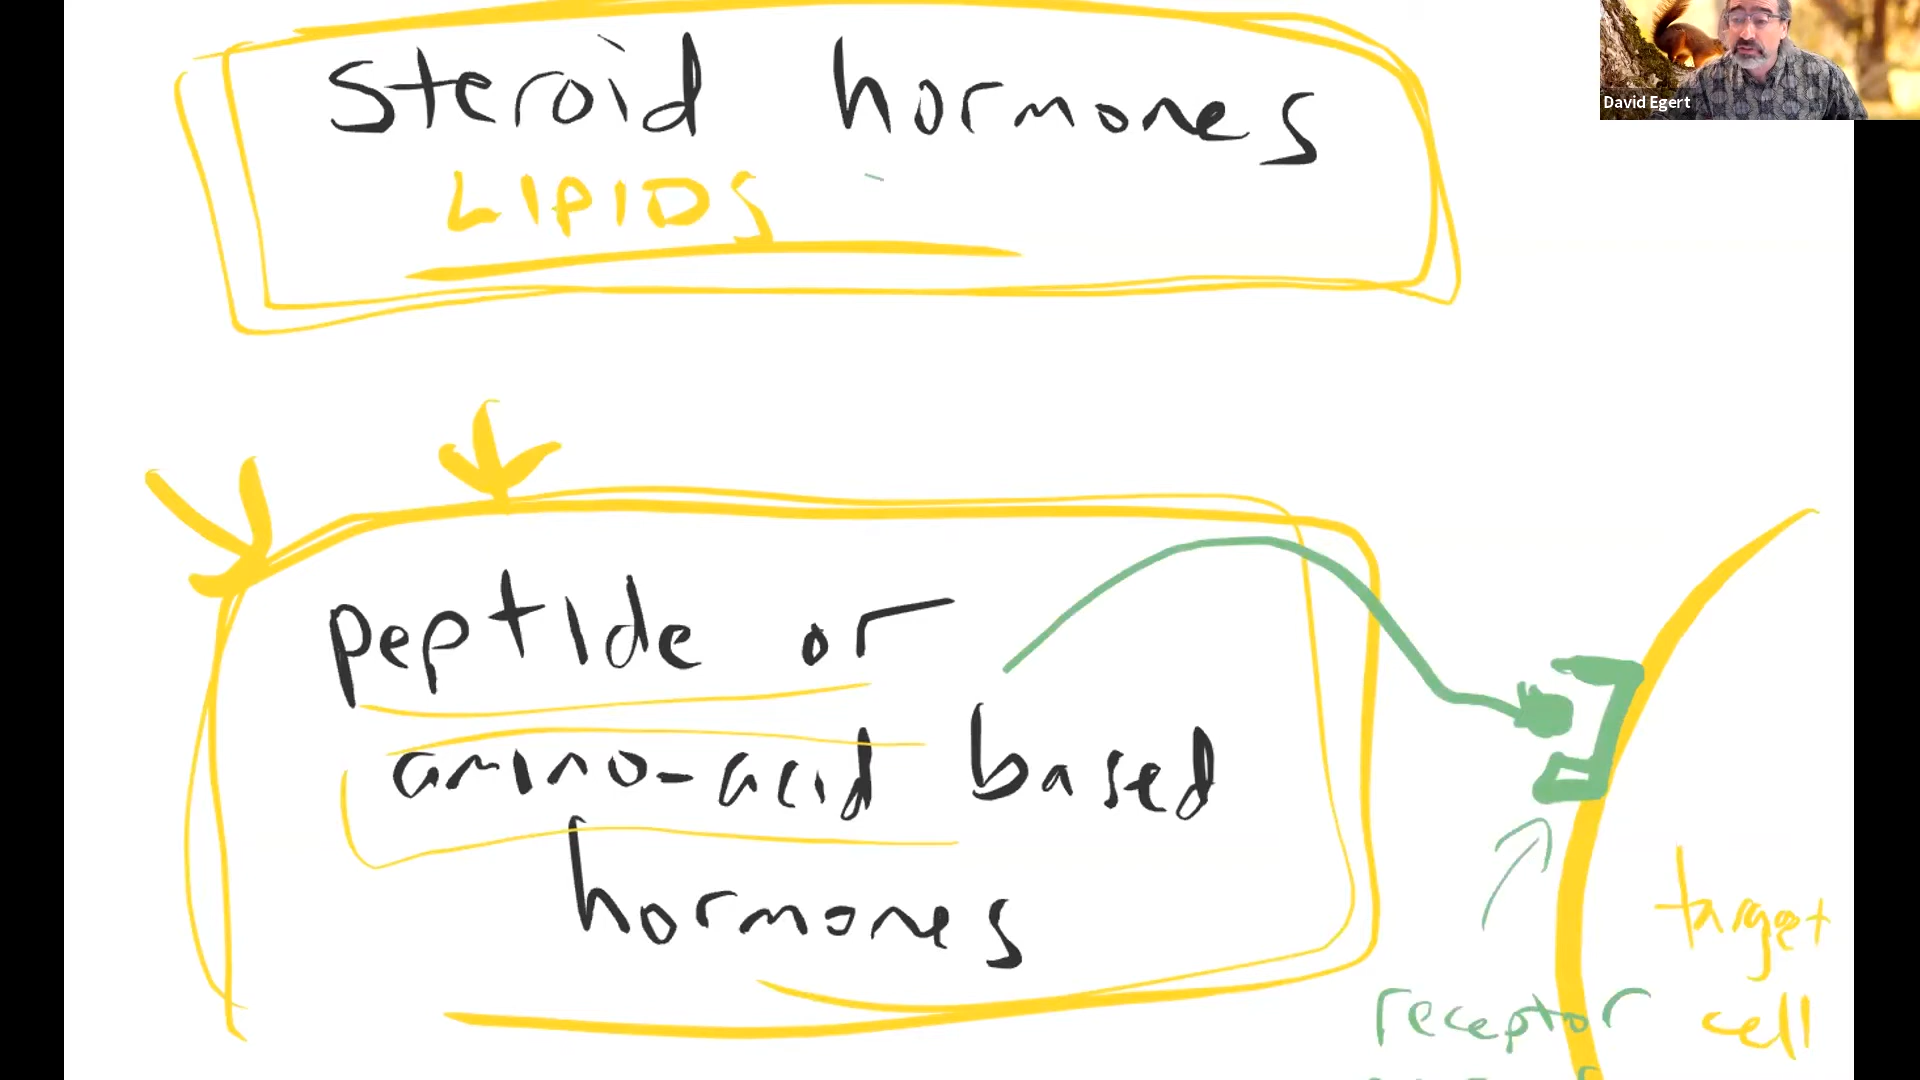 steroid hormones
LIPIDS
David Egert
peptide or
amino-acid based
hormones
target
cell
receptor